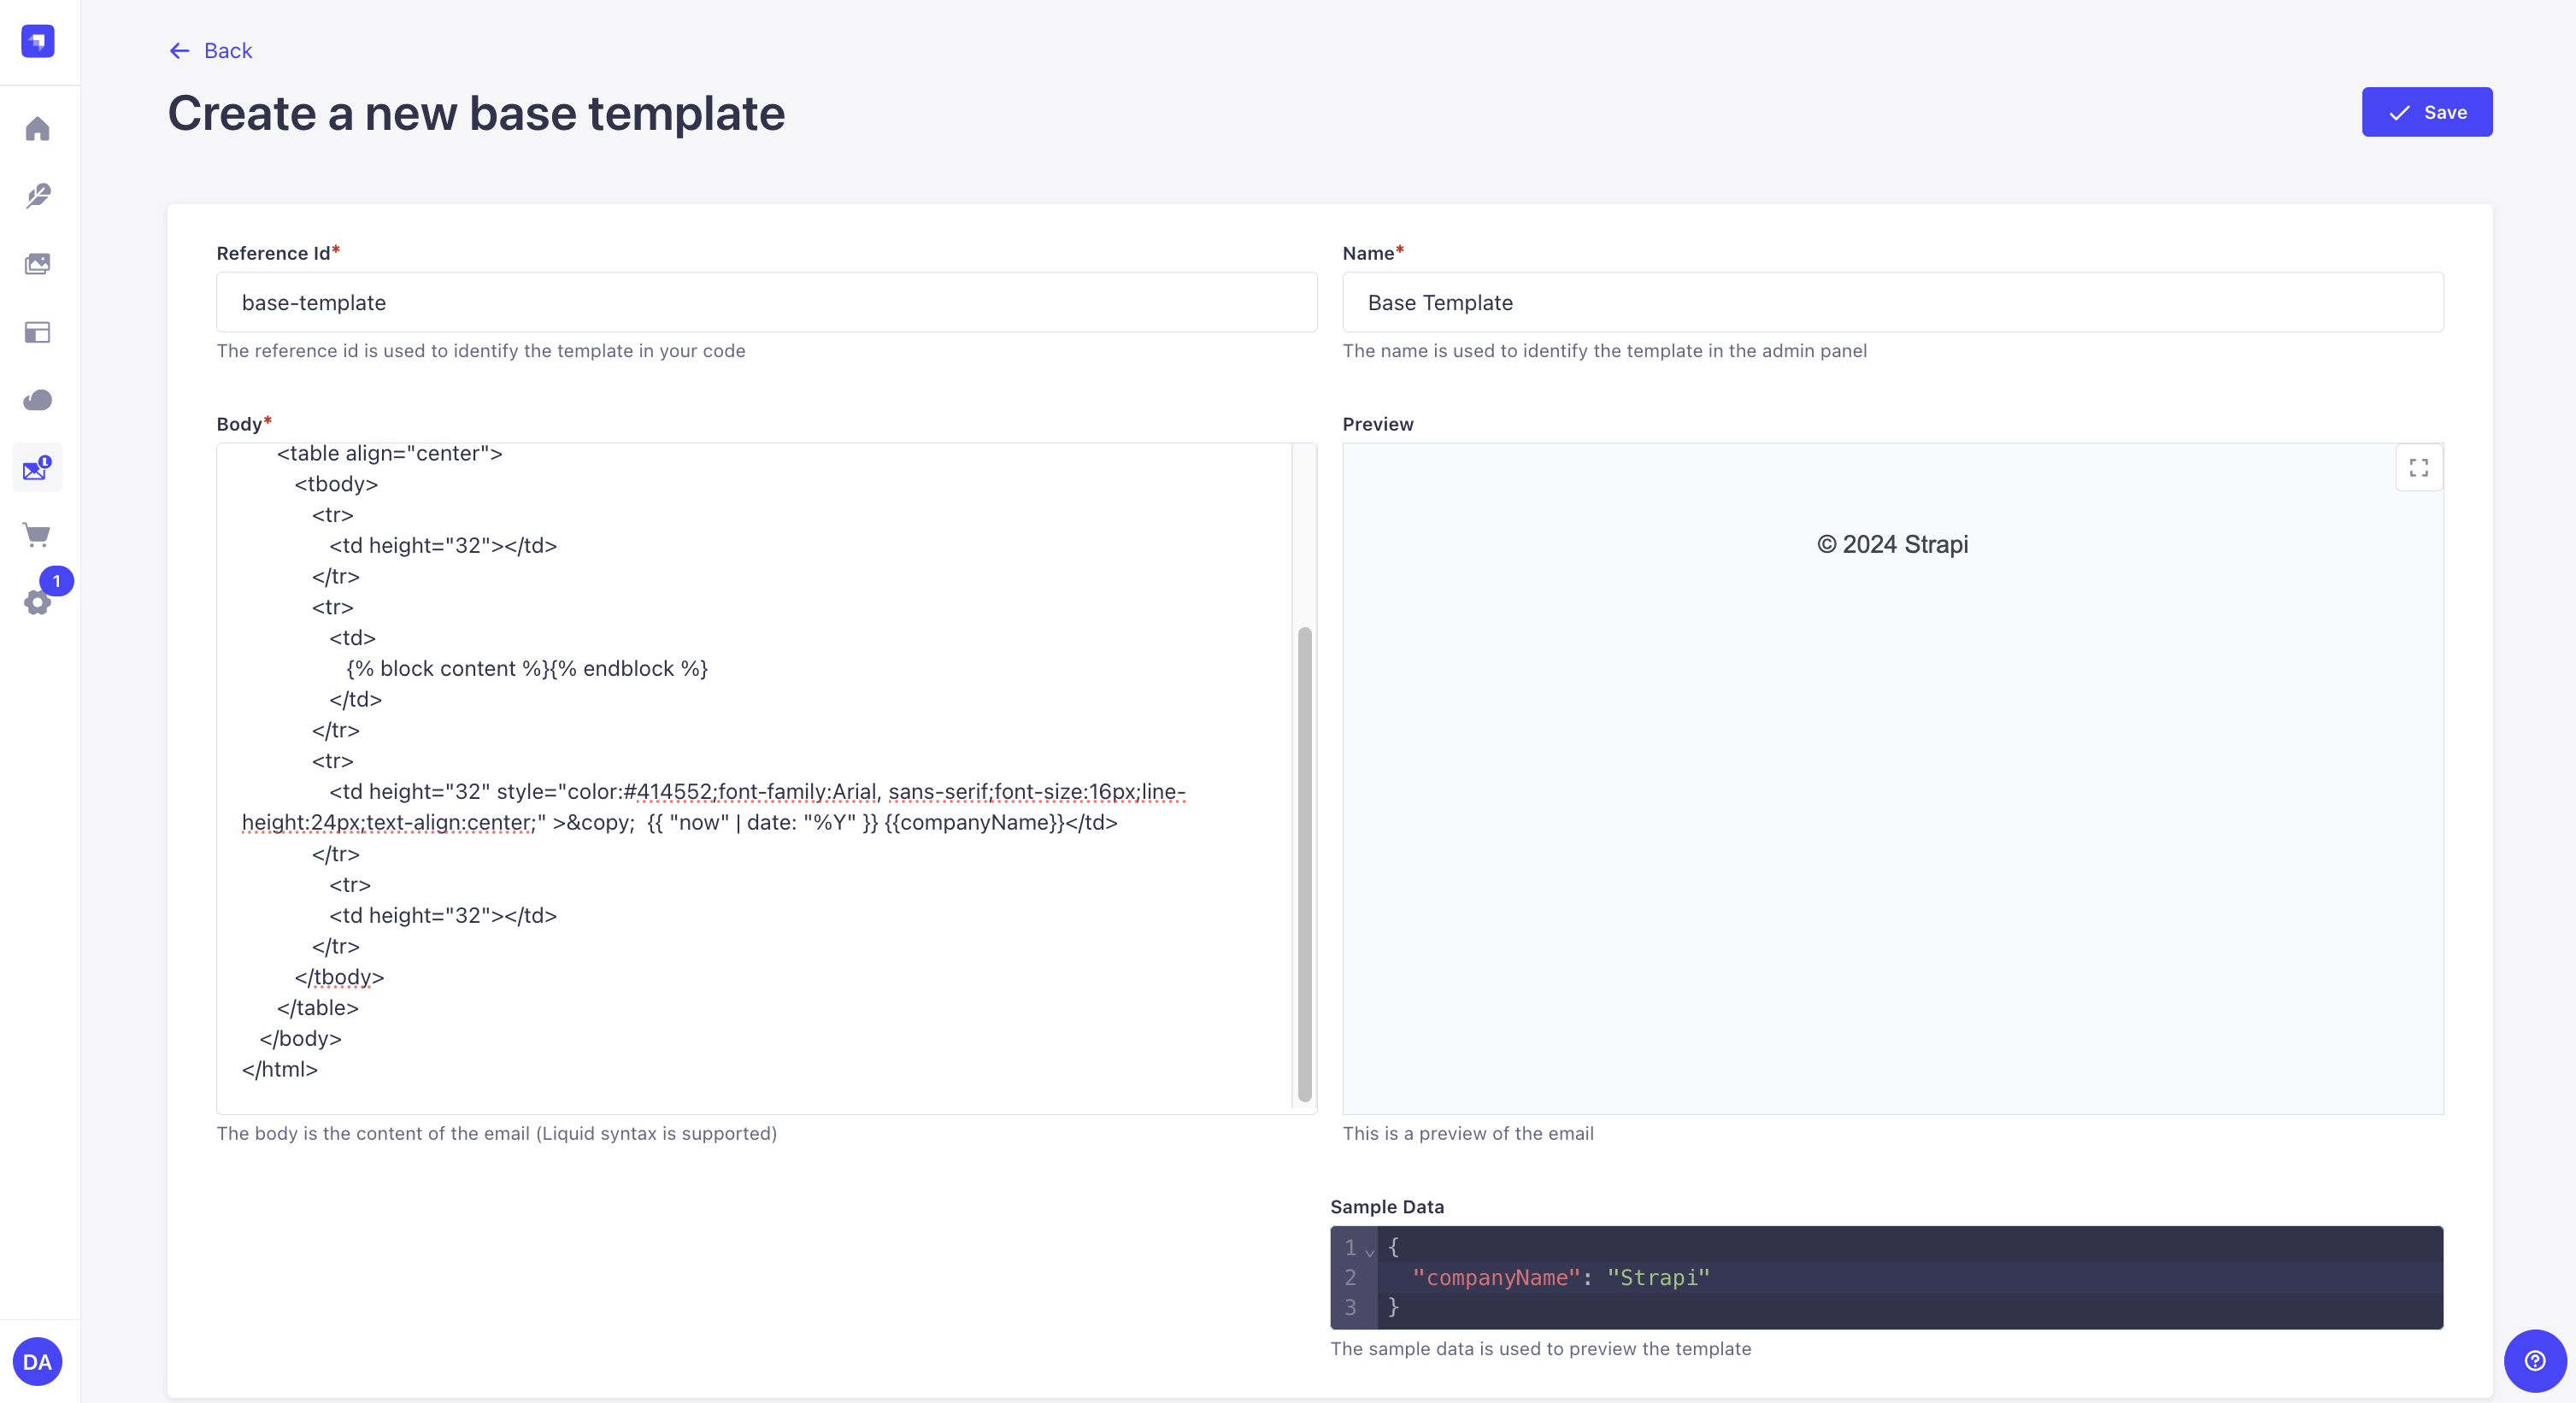 Back
Create a new base template
Save
Reference Id*
base-template
The reference id is used to identify the template in your code
Name*
Base Template
The name is used to identify the template in the admin panel
Body*
<table align="center">
<tbody>
<tr>
<td height="32"></td>
</tr>
<tr>
<td>
{% block content %}{% endblock %}
</td>
</tr>
<tr>
<td height="32" style="color:#414552;font-family:Arial, sans-serif;font-size:16px;line-
height:24px;text-align:center;" >&copy;  {{ "now" | date: "%Y" }} {{companyName}}</td>
</tr>
<tr>
<td height="32"></td>
</tr>
</tbody>
</table>
</body>
</html>
The body is the content of the email (Liquid syntax is supported)
Preview
© 2024 Strapi
This is a preview of the email
Sample Data
1 {
2 "companyName": "Strapi"
3 }
The sample data is used to preview the template
1
DA